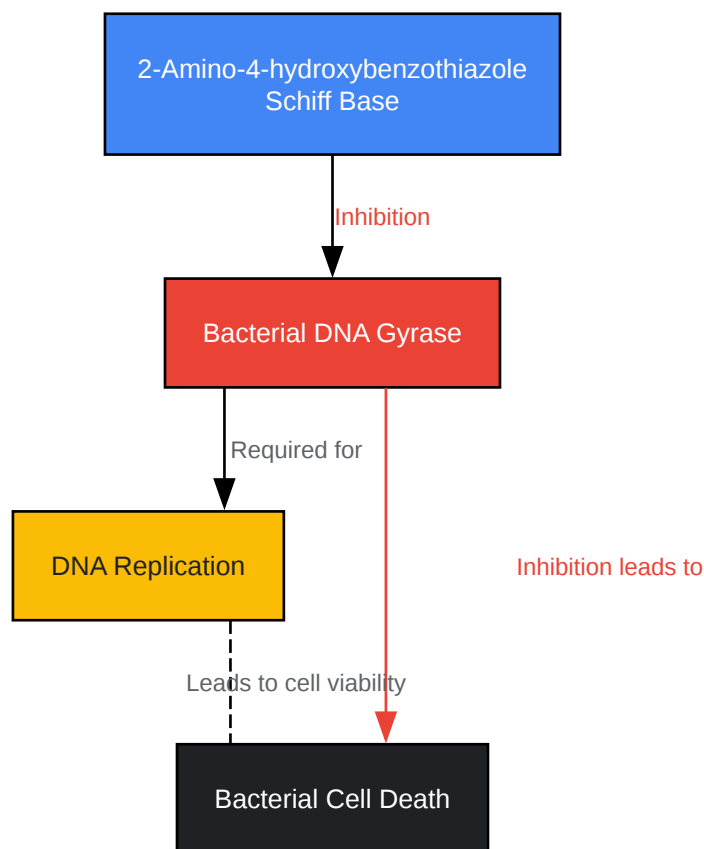 2-Amino-4-hydroxybenzothiazole
Schiff Base
Inhibition
Bacterial DNA Gyrase
Required for
DNA Replication
Inhibition leads to
Leads to cell viability
Bacterial Cell Death